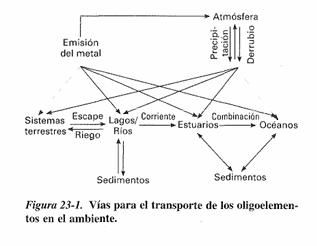 Atmósfera
Emisión
del metal
Precipi-
tación
Derrubio
Sistemas
terrestres
Escape
Riego
Lagos/
Ríos
Corriente
Estuarios
Combinación
Océanos
Sedimentos
Sedimentos
Figura 23-1. Vías para el transporte de los oligoelemen-
tos en el ambiente.